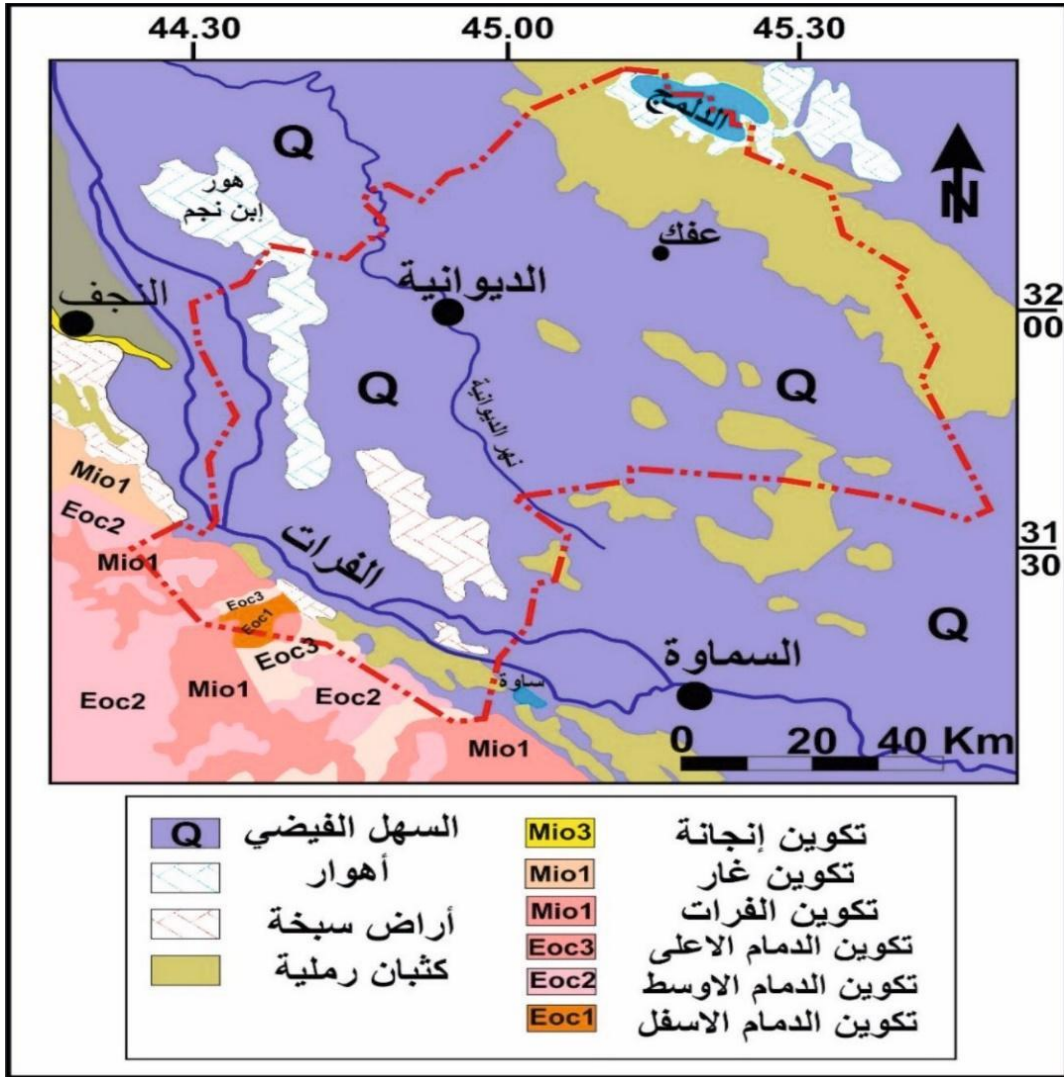 44.30 45.00 45.30
Q
الدلمج
هور
إبن نجم
N
عفك
النجف
الديوانية
32
00
Q
Q
نهر الديوانية
Mio1
Eoc2
Mio1
الفرات
31
30
Eoc3
Eoc1
Eoc3
Q
السماوة
ساوة
Eoc2
Mio1
Eoc2
Mio1
0 20 40 Km
Q السهل الفيضي
أهوار
أراض سبخة
كثبان رملية
Mio3 تكوين إنجانة
Mio1 تكوين غار
Mio1 تكوين الفرات
Eoc3 تكوين الدمام الاعلى
Eoc2 تكوين الدمام الاوسط
Eoc1 تكوين الدمام الاسفل